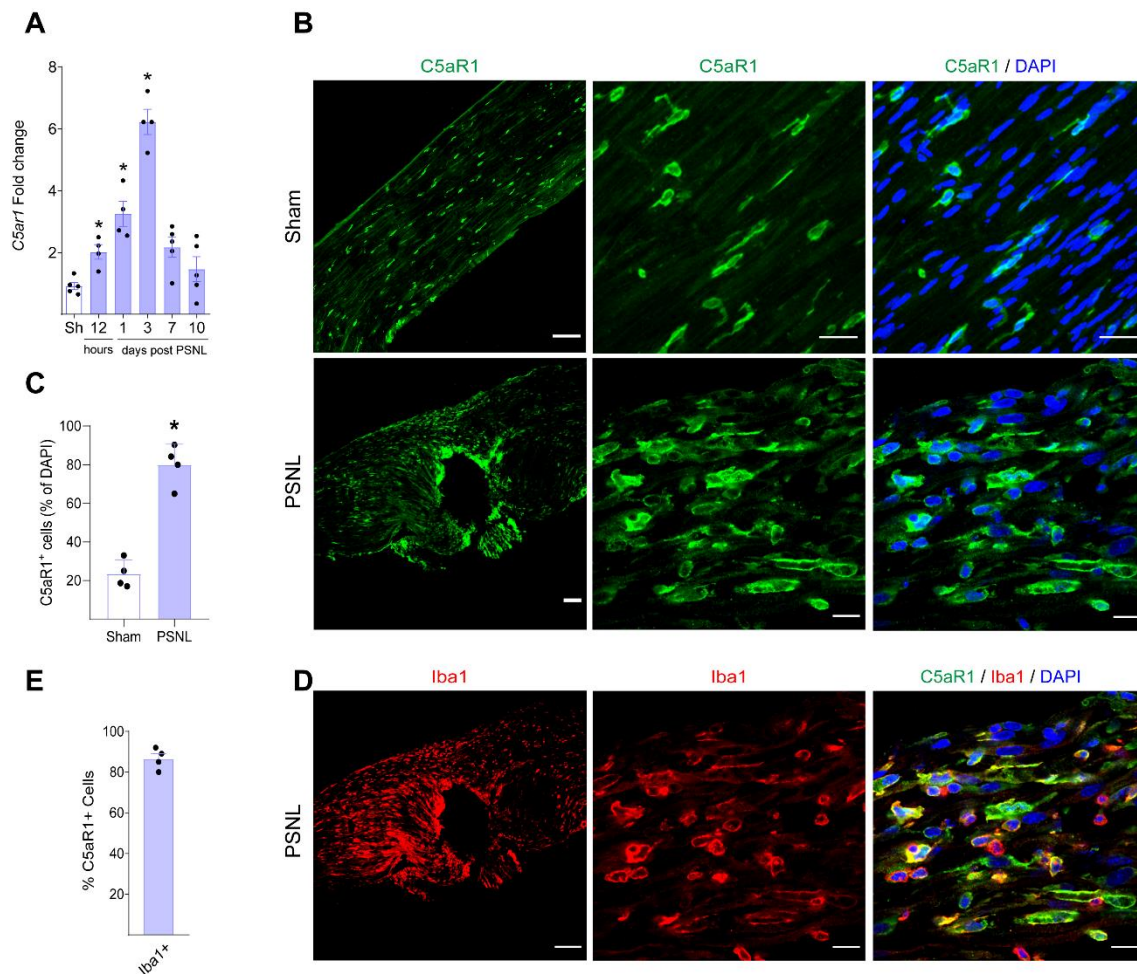 A
C5ar1 Fold change
8
6
4
2
*
*
*
Sh 12 1 3 7 10
hours days post PSNL
B
C5aR1
C5aR1
C5aR1 / DAPI
Sham
PSNL
C
C5aR1+ cells (% of DAPI)
100
80
60
40
20
*
Sham PSNL
E
% C5aR1+ Cells
100
80
60
40
20
Iba1+
D
Iba1
Iba1
C5aR1 / Iba1 / DAPI
PSNL